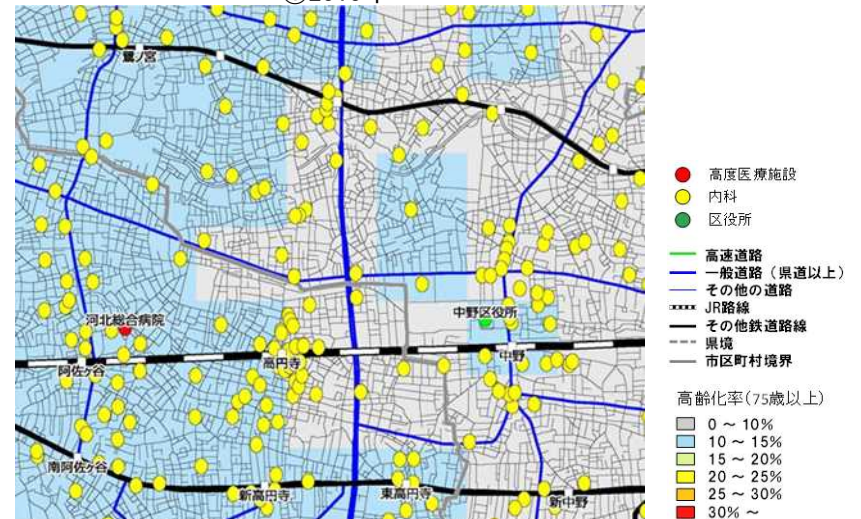 鷺ノ宮
河北総合病院
中野区役所
阿佐ヶ谷
高円寺
中野
南阿佐ヶ谷
新高円寺
東高円寺
新中野
高度医療施設
内科
区役所
高速道路
一般道路（県道以上）
その他の道路
JR路線
その他鉄道路線
県境
市区町村境界
高齢化率(75歳以上)
0 ～ 10%
10 ～ 15%
15 ～ 20%
20 ～ 25%
25 ～ 30%
30% ～